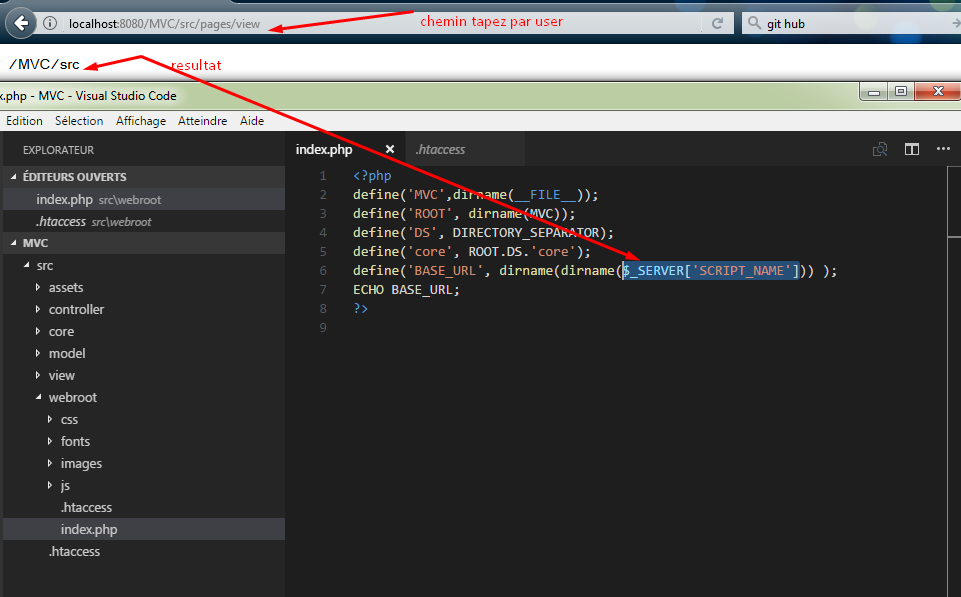 localhost:8080/MVC/src/pages/view
chemin tapez par user
git hub
/MVC/src
resultat
x.php - MVC - Visual Studio Code
Edition Sélection Affichage Atteindre Aide
EXPLORATEUR
index.php
.htaccess
ÉDITEURS OUVERTS
index.php src\webroot
.htaccess src\webroot
MVC
src
assets
controller
core
model
view
webroot
css
fonts
images
js
.htaccess
index.php
.htaccess
1 <?php
2 define('MVC',dirname(__FILE__));
3 define('ROOT', dirname(MVC));
4 define('DS', DIRECTORY_SEPARATOR);
5 define('core', ROOT.DS.'core');
6 define('BASE_URL', dirname(dirname($_SERVER['SCRIPT_NAME'])) );
7 ECHO BASE_URL;
8 ?>
9